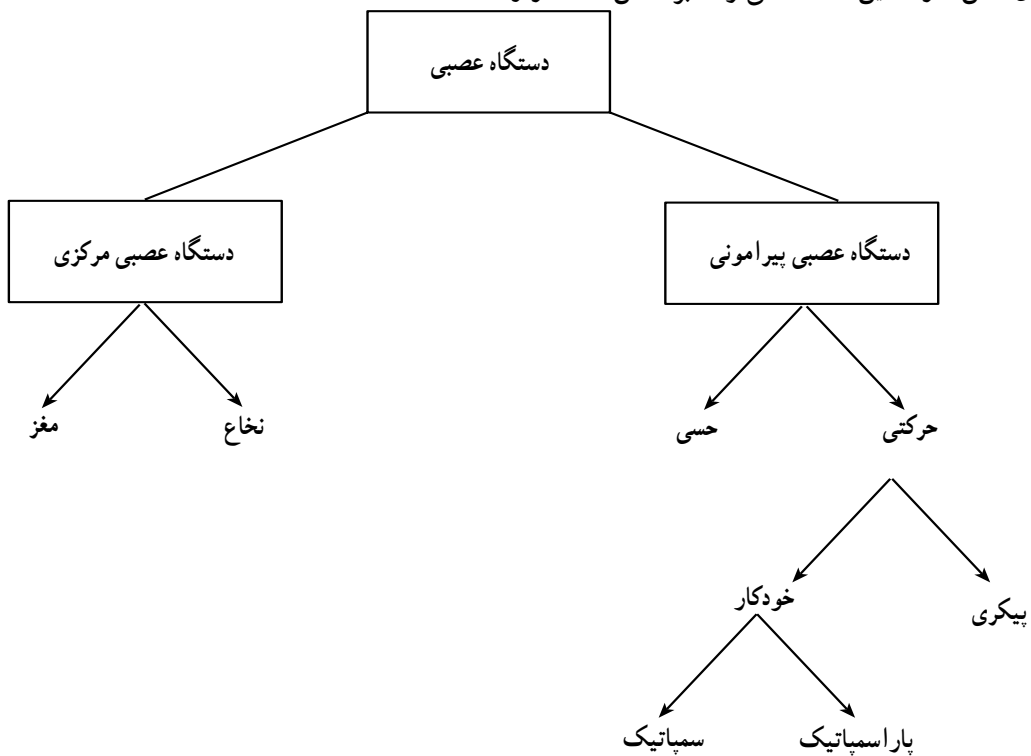 دستگاه عصبی
دستگاه عصبی پیرامونی
دستگاه عصبی مرکزی
حرکتی
حسی
نخاع
مغز
پیکری
خودکار
پاراسمپاتیک
سمپاتیک